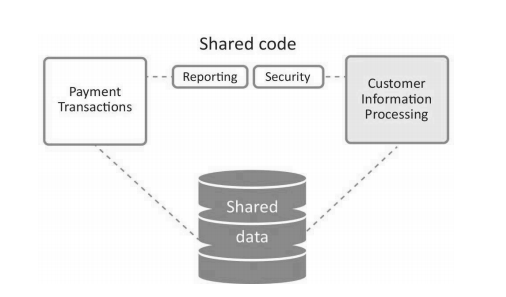 Shared code
Reporting
Security
Payment
Transactions
Customer
Information
Processing
Shared
data